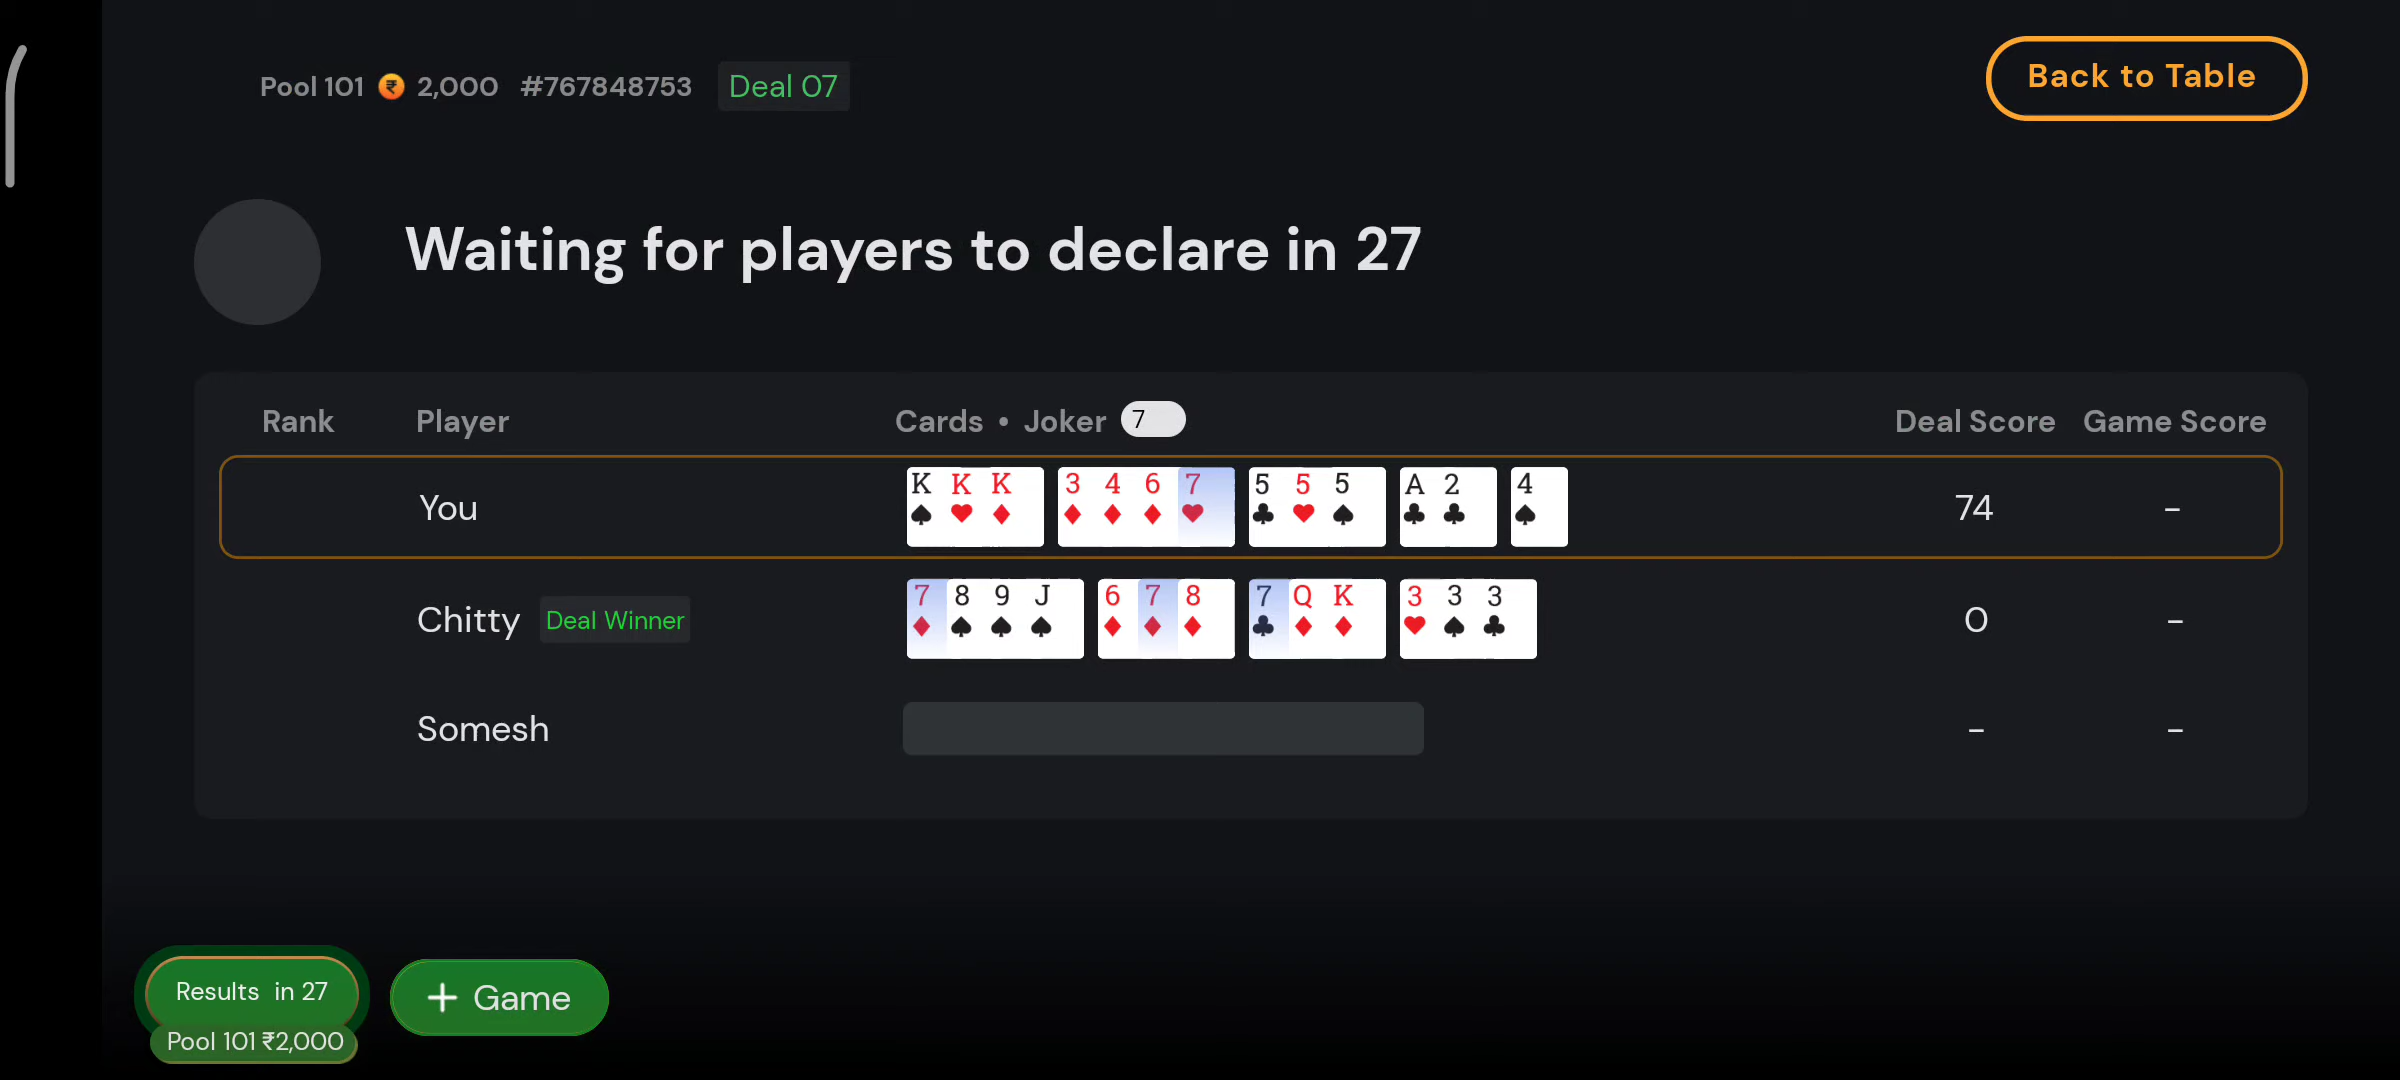 Pool 101 ₹ 2,000 #767848753 Deal 07
Back to Table
Waiting for players to declare in 27
Rank Player Cards • Joker 7 Deal Score Game Score
You K♠ K♥ K♦ 3♦ 4♦ 6♦ 7♥ 5♣ 5♥ 5♠ A♣ 2♣ 4♠ 74 -
Chitty Deal Winner 7♦ 8♠ 9♠ J♠ 6♦ 7♦ 8♦ 7♣ Q♦ K♦ 3♥ 3♠ 3♣ 0 -
Somesh - -
Results in 27
+ Game
Pool 101 ₹2,000